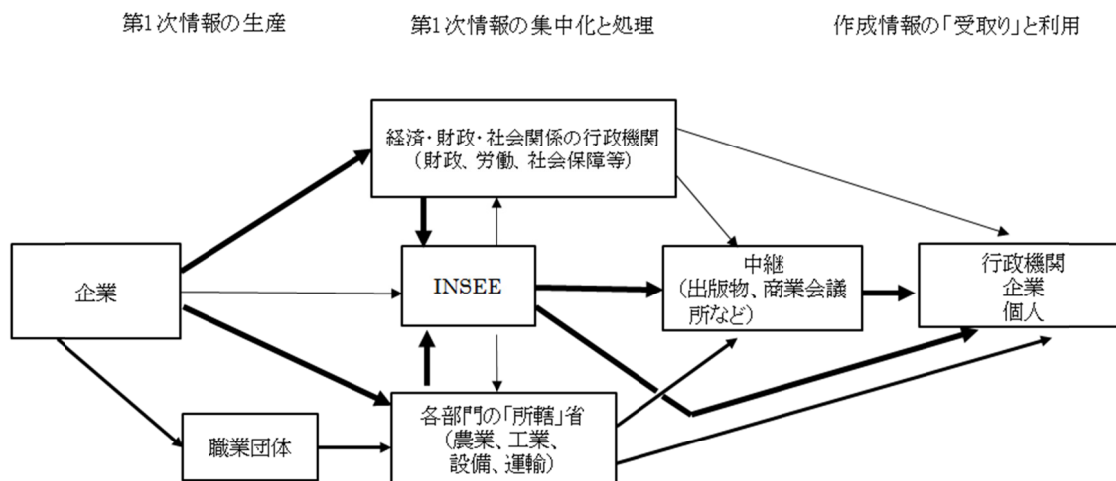 第1次情報の生産
第1次情報の集中化と処理
作成情報の「受取り」と利用
経済・財政・社会関係の行政機関
（財政、労働、社会保障等）
企業
INSEE
中継
（出版物、商業会議
所など）
行政機関
企業
個人
職業団体
各部門の「所轄」省
（農業、工業、
設備、運輸）